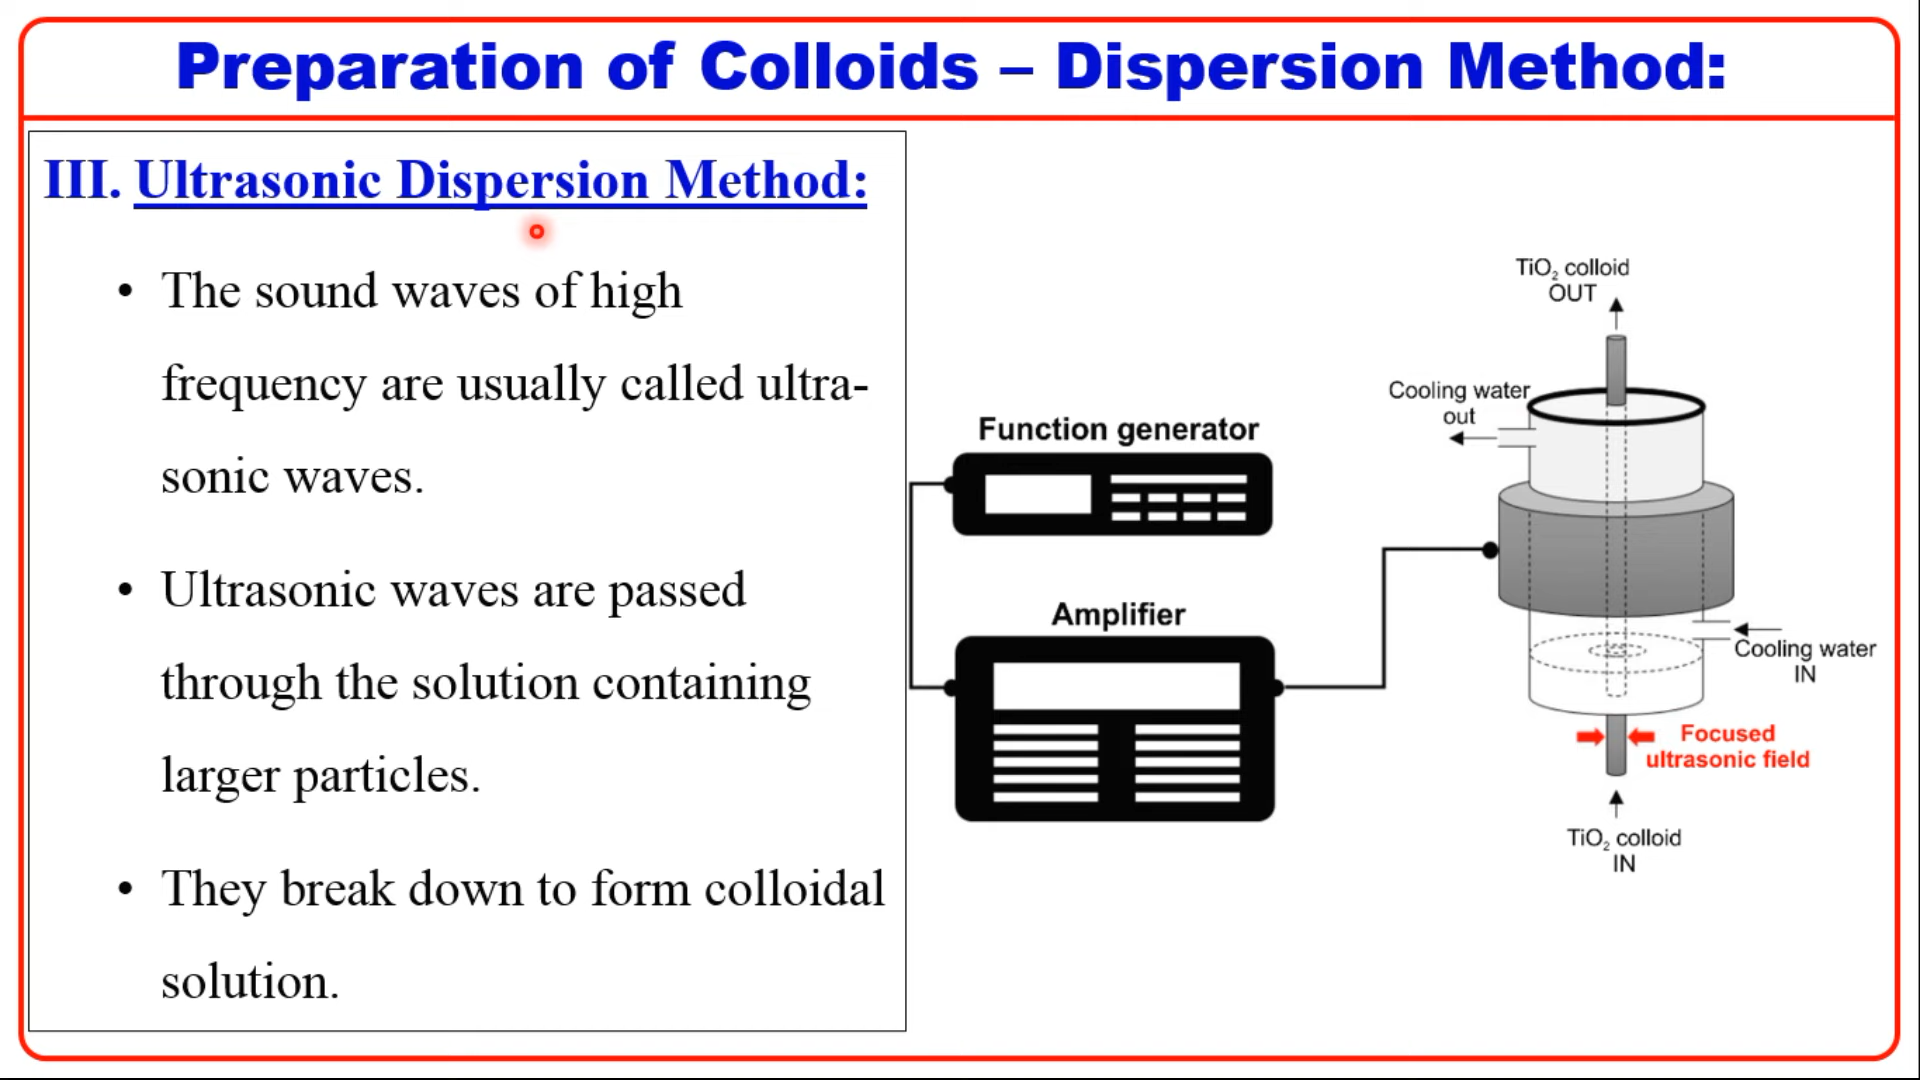 Preparation of Colloids – Dispersion Method:
III. Ultrasonic Dispersion Method:
• The sound waves of high
frequency are usually called ultra-
sonic waves.
• Ultrasonic waves are passed
through the solution containing
larger particles.
• They break down to form colloidal
solution.
Function generator
Amplifier
TiO₂ colloid
OUT
Cooling water
out
Cooling water
IN
Focused
ultrasonic field
TiO₂ colloid
IN